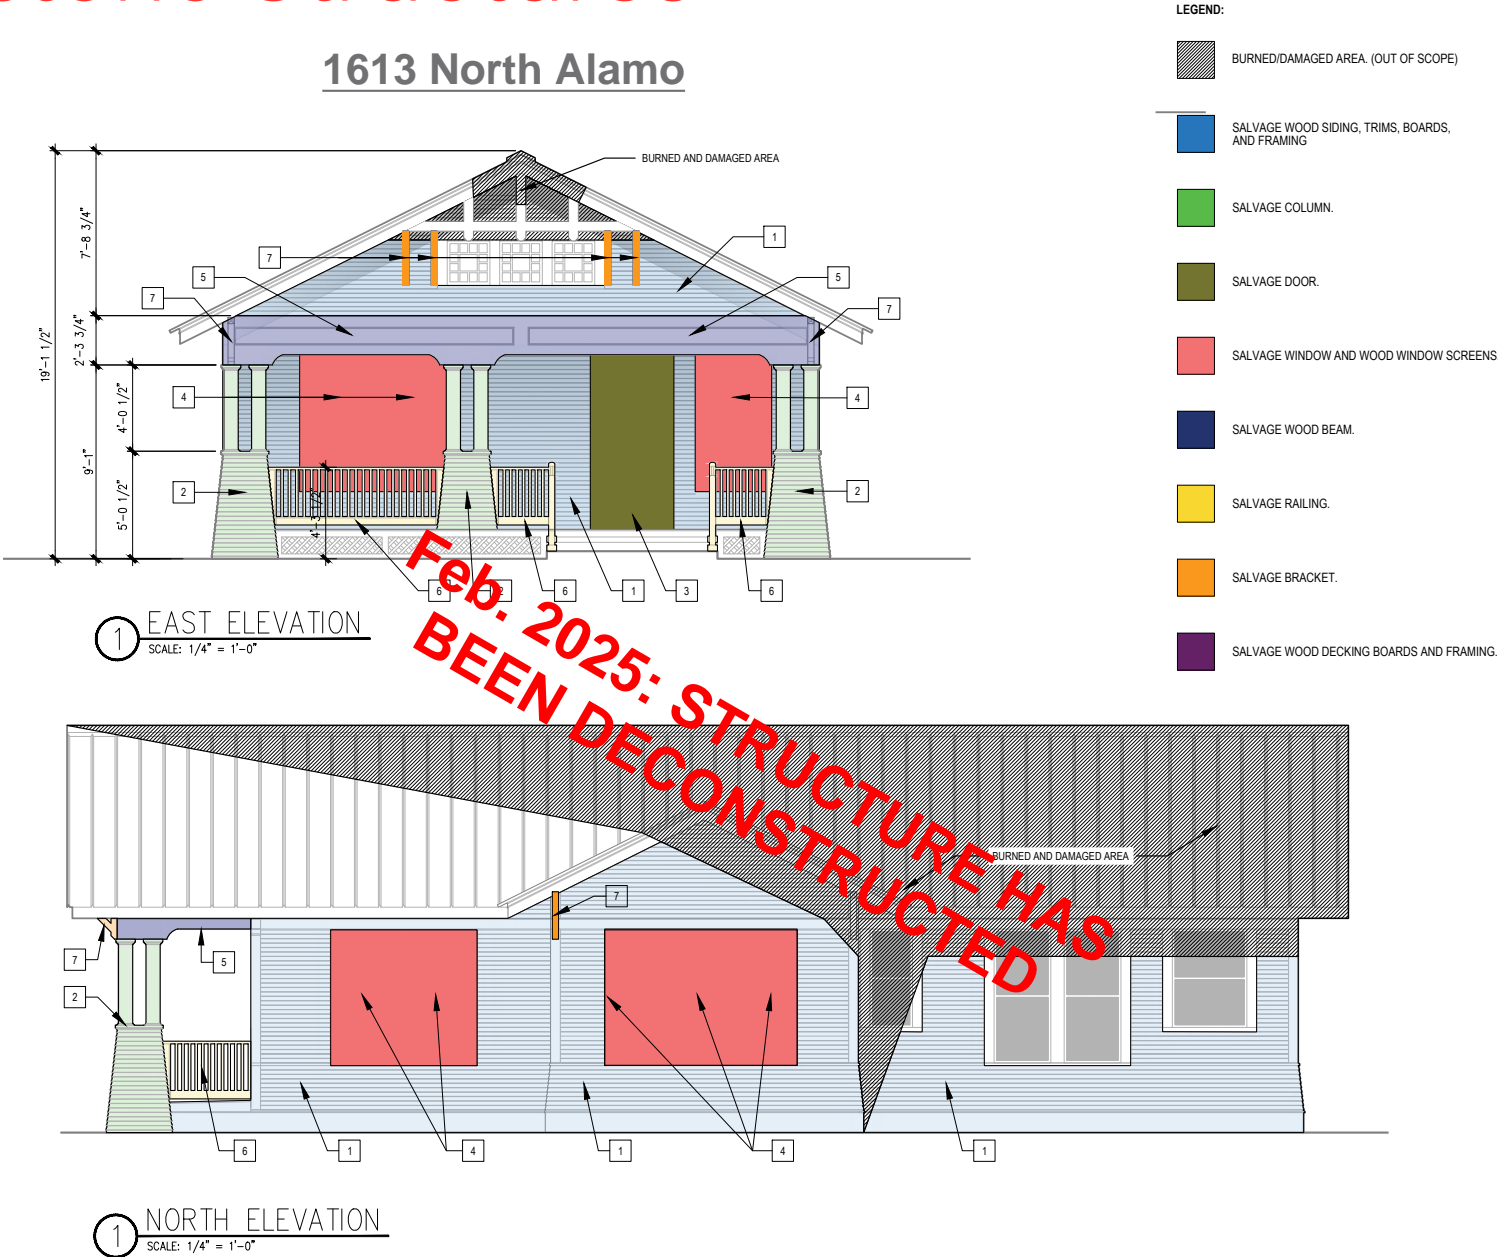 1613 North Alamo
LEGEND:
BURNED/DAMAGED AREA. (OUT OF SCOPE)
SALVAGE WOOD SIDING, TRIMS, BOARDS,
AND FRAMING
SALVAGE COLUMN.
SALVAGE DOOR.
SALVAGE WINDOW AND WOOD WINDOW SCREENS
SALVAGE WOOD BEAM.
SALVAGE RAILING.
SALVAGE BRACKET.
SALVAGE WOOD DECKING BOARDS AND FRAMING.
BURNED AND DAMAGED AREA
19'-1 1/2"
7'-8 3/4"
2'-3 3/4"
9'-1"
4'-0 1/2"
5'-0 1/2"
4'-3 1/2"
7
1
5
5
7
7
4
4
2
2
6
2
6
1
3
6
1
EAST ELEVATION
SCALE: 1/4" = 1'-0"
Feb. 2025: STRUCTURE HAS
BEEN DECONSTRUCTED
BURNED AND DAMAGED AREA
7
7
5
2
6
1
4
1
4
1
1
NORTH ELEVATION
SCALE: 1/4" = 1'-0"